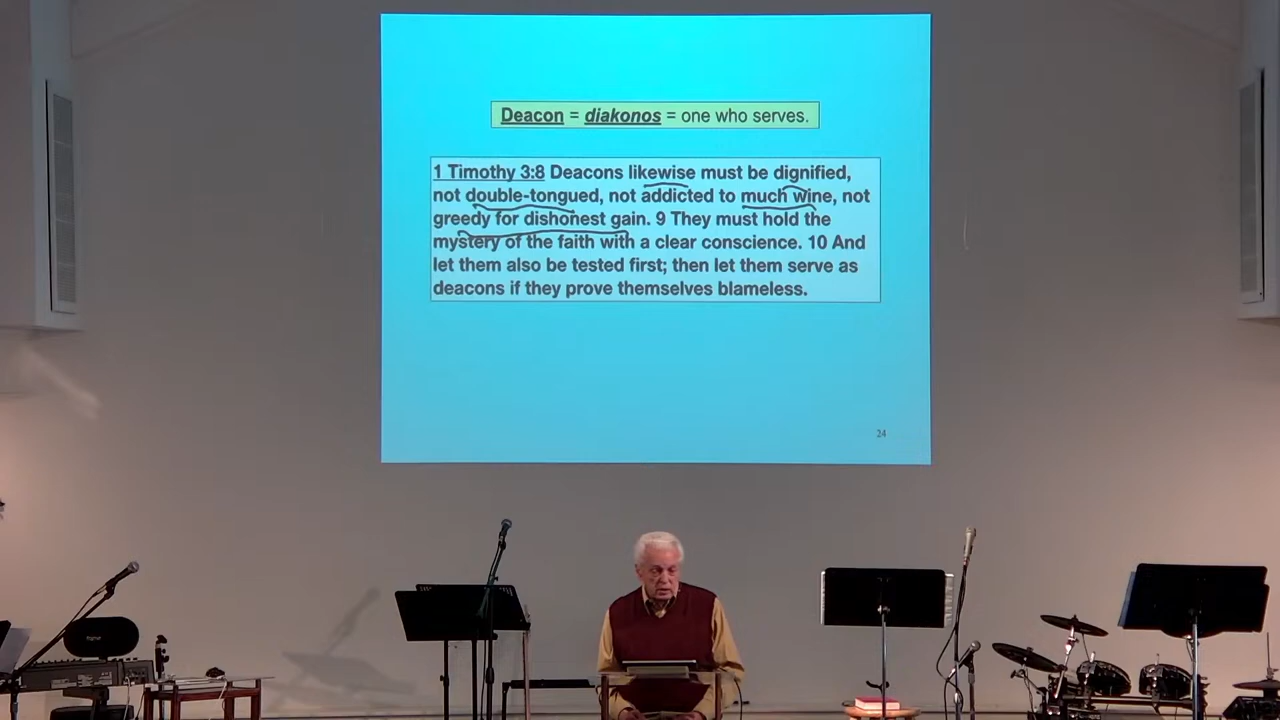 Deacon = diakonos = one who serves.
1 Timothy 3:8 Deacons likewise must be dignified,
not double-tongued, not addicted to much wine, not
greedy for dishonest gain. 9 They must hold the
mystery of the faith with a clear conscience. 10 And
let them also be tested first; then let them serve as
deacons if they prove themselves blameless.
24